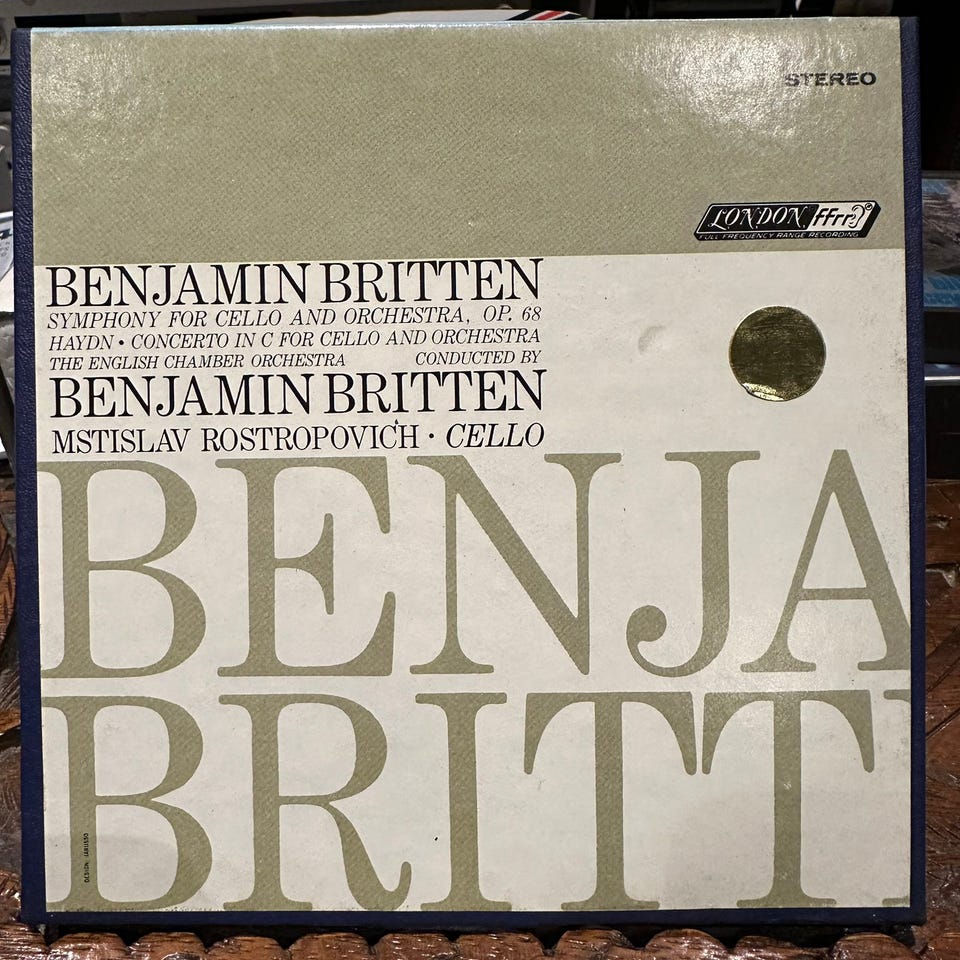 STEREO
LONDON ffrr®
FULL FREQUENCY RANGE RECORDING
BENJAMIN BRITTEN
SYMPHONY FOR CELLO AND ORCHESTRA, OP. 68
HAYDN • CONCERTO IN C FOR CELLO AND ORCHESTRA
THE ENGLISH CHAMBER ORCHESTRA CONDUCTED BY
BENJAMIN BRITTEN
MSTISLAV ROSTROPOVICH • CELLO
BENJA
BRITT
DESIGN: